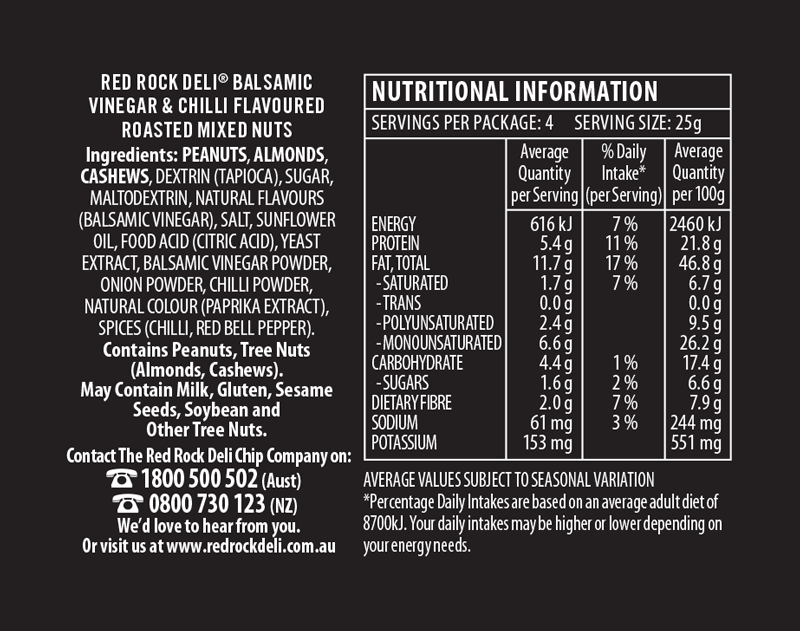 RED ROCK DELI® BALSAMIC
VINEGAR & CHILLI FLAVOURED
ROASTED MIXED NUTS
Ingredients: PEANUTS, ALMONDS,
CASHEWS, DEXTRIN (TAPIOCA), SUGAR,
MALTODEXTRIN, NATURAL FLAVOURS
(BALSAMIC VINEGAR), SALT, SUNFLOWER
OIL, FOOD ACID (CITRIC ACID), YEAST
EXTRACT, BALSAMIC VINEGAR POWDER,
ONION POWDER, CHILLI POWDER,
NATURAL COLOUR (PAPRIKA EXTRACT),
SPICES (CHILLI, RED BELL PEPPER).
Contains Peanuts, Tree Nuts
(Almonds, Cashews).
May Contain Milk, Gluten, Sesame
Seeds, Soybean and
Other Tree Nuts.
Contact The Red Rock Deli Chip Company on:
☎ 1800 500 502 (Aust)
☎ 0800 730 123 (NZ)
We'd love to hear from you.
Or visit us at www.redrockdeli.com.au
NUTRITIONAL INFORMATION
SERVINGS PER PACKAGE: 4 SERVING SIZE: 25g
Average % Daily Average
Quantity Intake* Quantity
per Serving (per Serving) per 100g
ENERGY 616 kJ 7 % 2460 kJ
PROTEIN 5.4 g 11 % 21.8 g
FAT, TOTAL 11.7 g 17 % 46.8 g
-SATURATED 1.7 g 7 % 6.7 g
-TRANS 0.0 g 0.0 g
-POLYUNSATURATED 2.4 g 9.5 g
-MONOUNSATURATED 6.6 g 26.2 g
CARBOHYDRATE 4.4 g 1 % 17.4 g
-SUGARS 1.6 g 2 % 6.6 g
DIETARY FIBRE 2.0 g 7 % 7.9 g
SODIUM 61 mg 3 % 244 mg
POTASSIUM 153 mg 551 mg
AVERAGE VALUES SUBJECT TO SEASONAL VARIATION
*Percentage Daily Intakes are based on an average adult diet of
8700kJ. Your daily intakes may be higher or lower depending on
your energy needs.